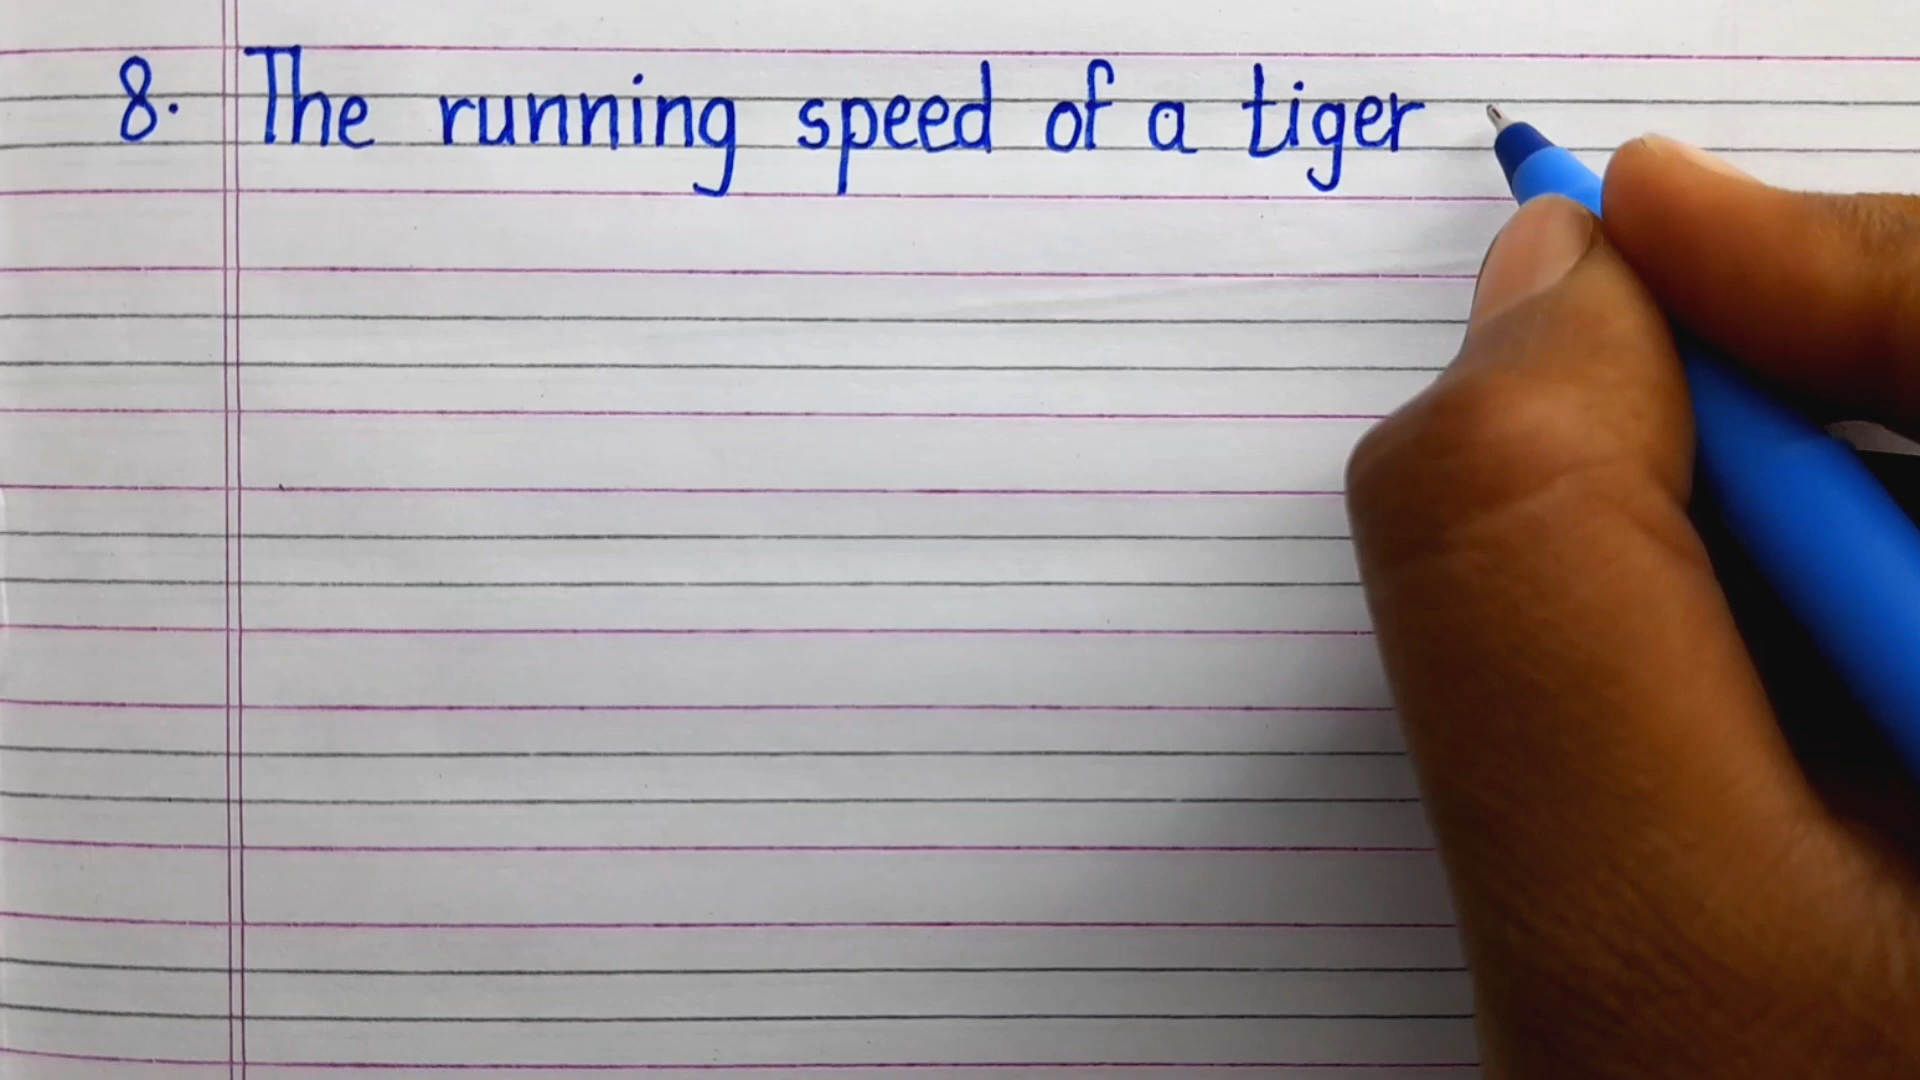 8. The running speed of a tiger